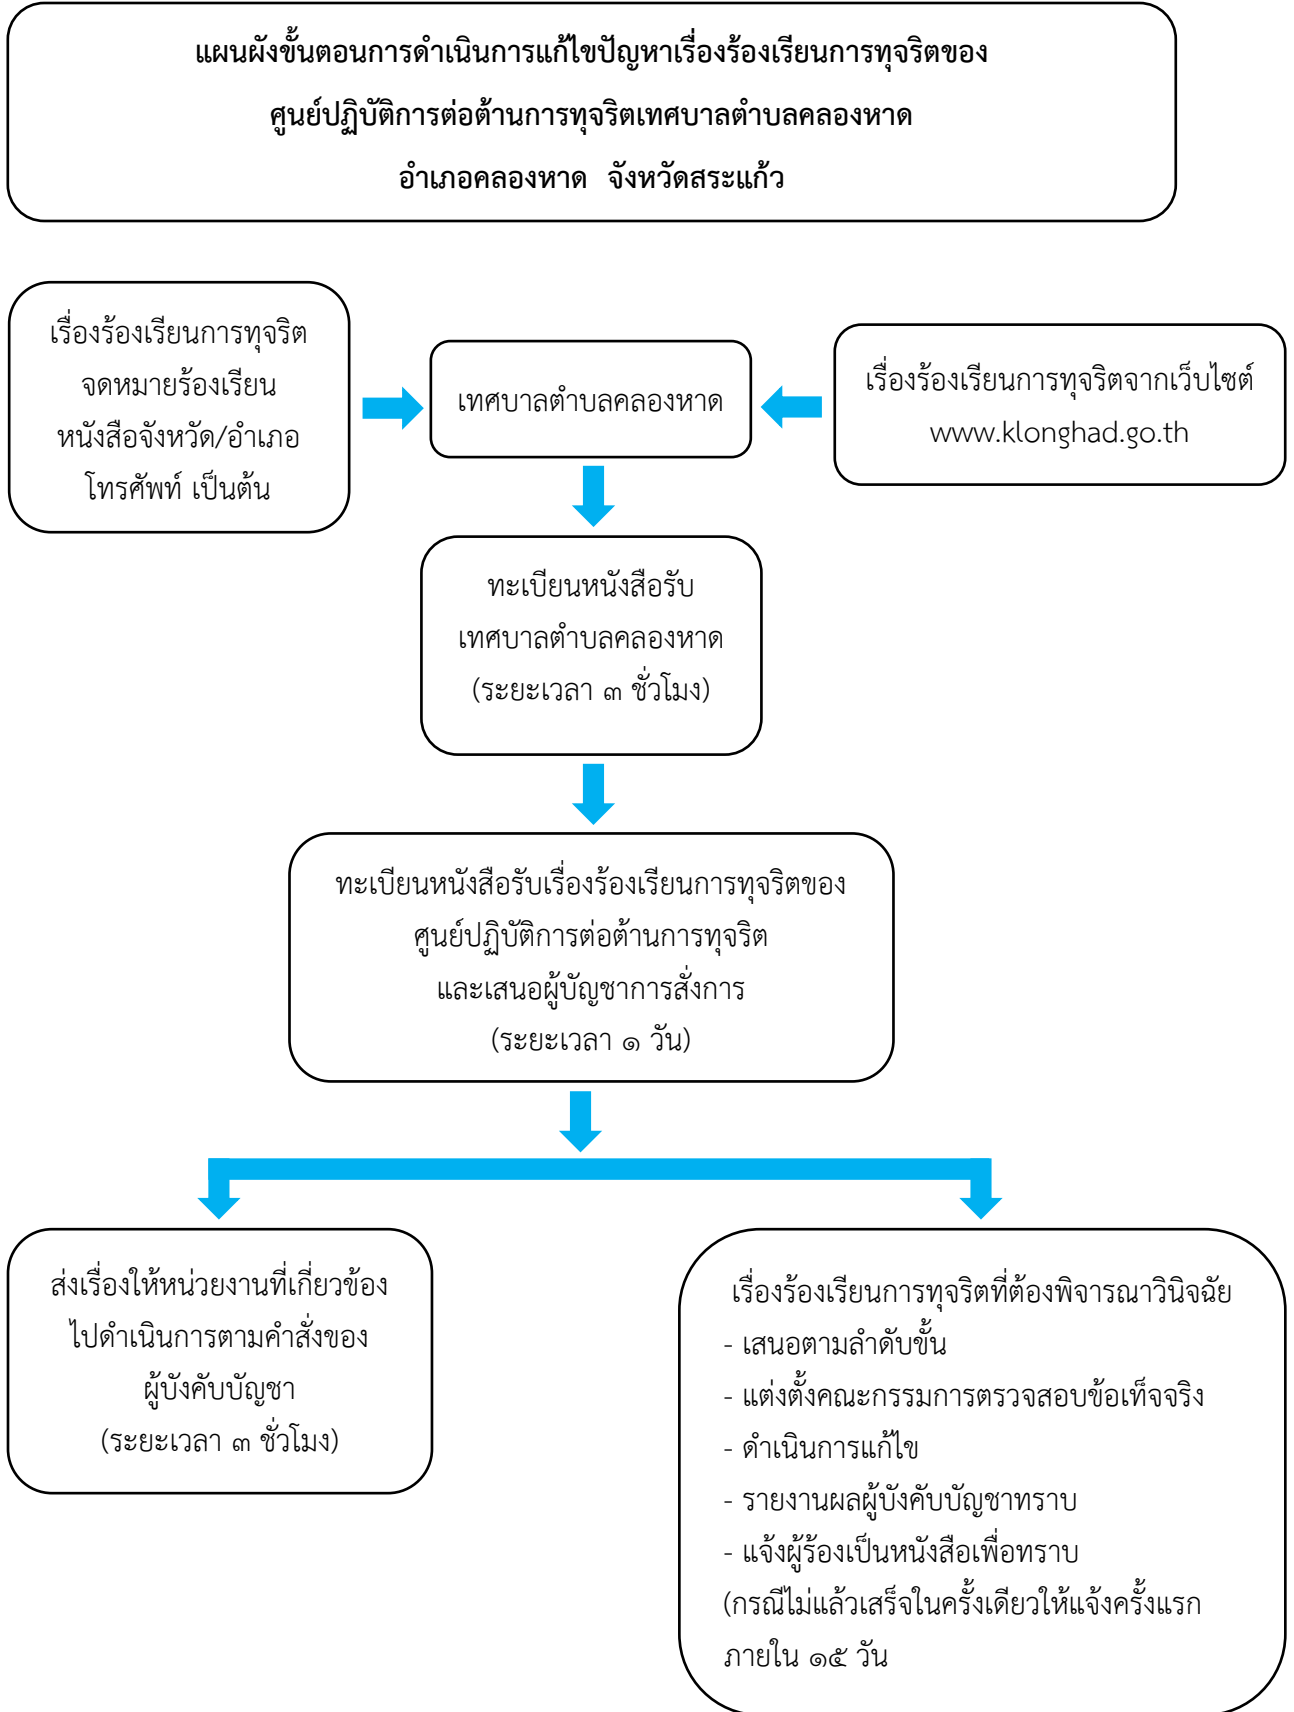 แผนผังขั้นตอนการดำเนินการแก้ไขปัญหาเรื่องร้องเรียนการทุจริตของ
ศูนย์ปฏิบัติการต่อต้านการทุจริตเทศบาลตำบลคลองหาด
อำเภอคลองหาด จังหวัดสระแก้ว
เรื่องร้องเรียนการทุจริต
จดหมายร้องเรียน
หนังสือจังหวัด/อำเภอ
โทรศัพท์ เป็นต้น
เทศบาลตำบลคลองหาด
เรื่องร้องเรียนการทุจริตจากเว็บไซต์
www.klonghad.go.th
ทะเบียนหนังสือรับ
เทศบาลตำบลคลองหาด
(ระยะเวลา ๓ ชั่วโมง)
ทะเบียนหนังสือรับเรื่องร้องเรียนการทุจริตของ
ศูนย์ปฏิบัติการต่อต้านการทุจริต
และเสนอผู้บัญชาการสั่งการ
(ระยะเวลา ๑ วัน)
ส่งเรื่องให้หน่วยงานที่เกี่ยวข้อง
ไปดำเนินการตามคำสั่งของ
ผู้บังคับบัญชา
(ระยะเวลา ๓ ชั่วโมง)
เรื่องร้องเรียนการทุจริตที่ต้องพิจารณาวินิจฉัย
- เสนอตามลำดับขั้น
- แต่งตั้งคณะกรรมการตรวจสอบข้อเท็จจริง
- ดำเนินการแก้ไข
- รายงานผลผู้บังคับบัญชาทราบ
- แจ้งผู้ร้องเป็นหนังสือเพื่อทราบ
(กรณีไม่แล้วเสร็จในครั้งเดียวให้แจ้งครั้งแรก
ภายใน ๑๕ วัน